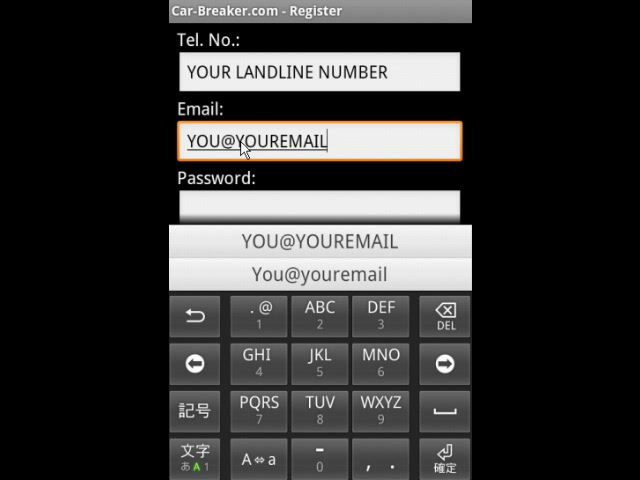 Car-Breaker.com - Register
Tel. No.:
YOUR LANDLINE NUMBER
Email:
YOU@YOUREMAIL
Password:
YOU@YOUREMAIL
You@youremail
. @ ABC DEF DEL
1 2 3
GHI JKL MNO
4 5 6
記号 PQRS TUV WXYZ
7 8 9
文字 A⇔a - , . 確定
あA1 0